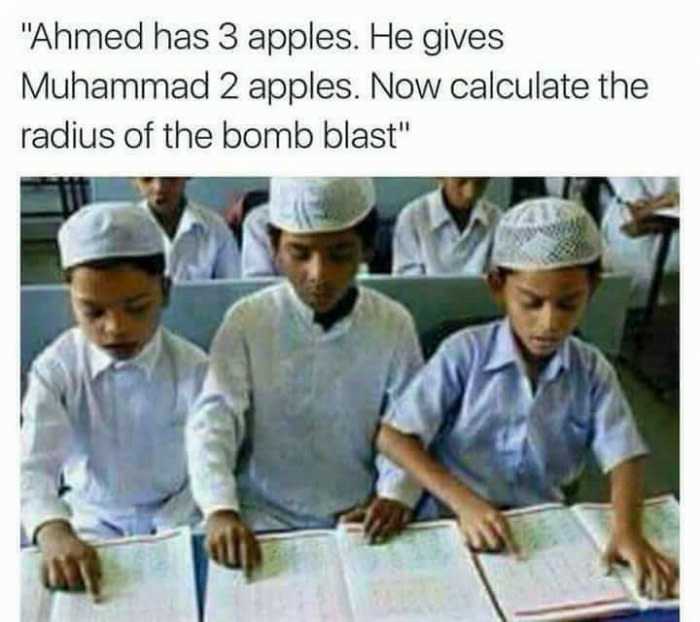 "Ahmed has 3 apples. He gives
Muhammad 2 apples. Now calculate the
radius of the bomb blast"